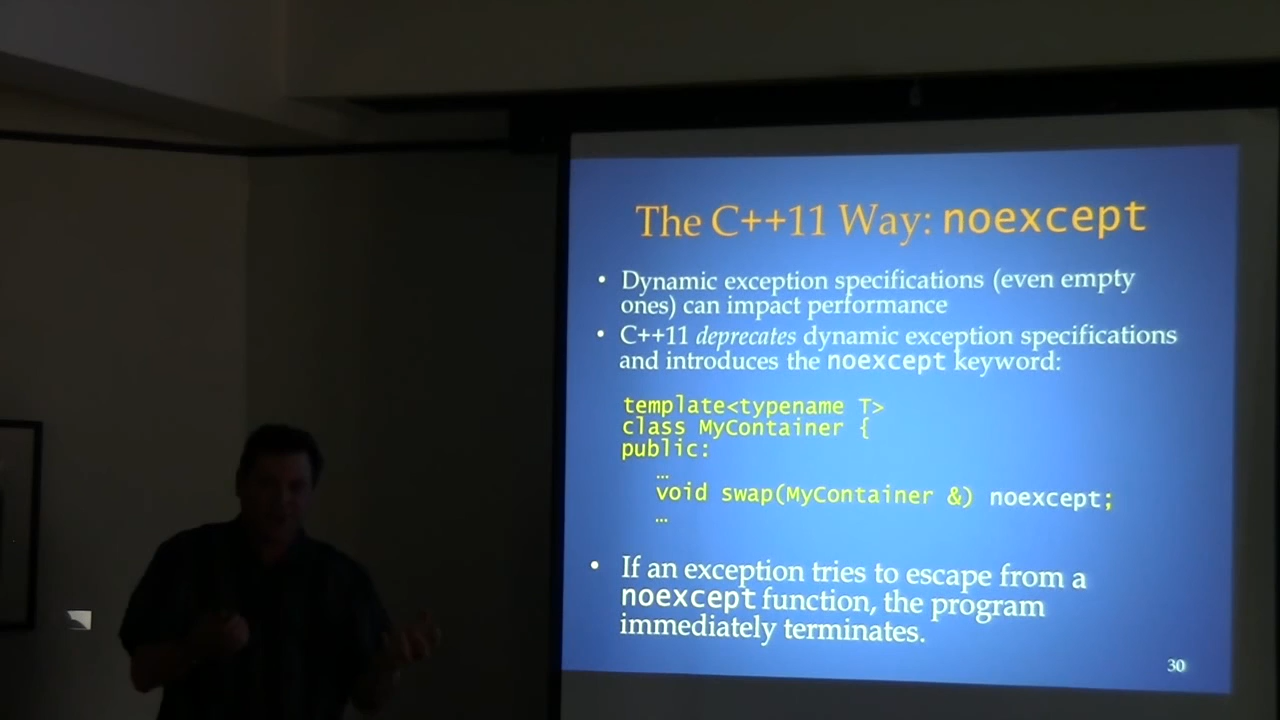 The C++11 Way: noexcept
• Dynamic exception specifications (even empty
ones) can impact performance
• C++11 deprecates dynamic exception specifications
and introduces the noexcept keyword:
template<typename T>
class MyContainer {
public:
…
void swap(MyContainer &) noexcept;
…
• If an exception tries to escape from a
noexcept function, the program
immediately terminates.
30